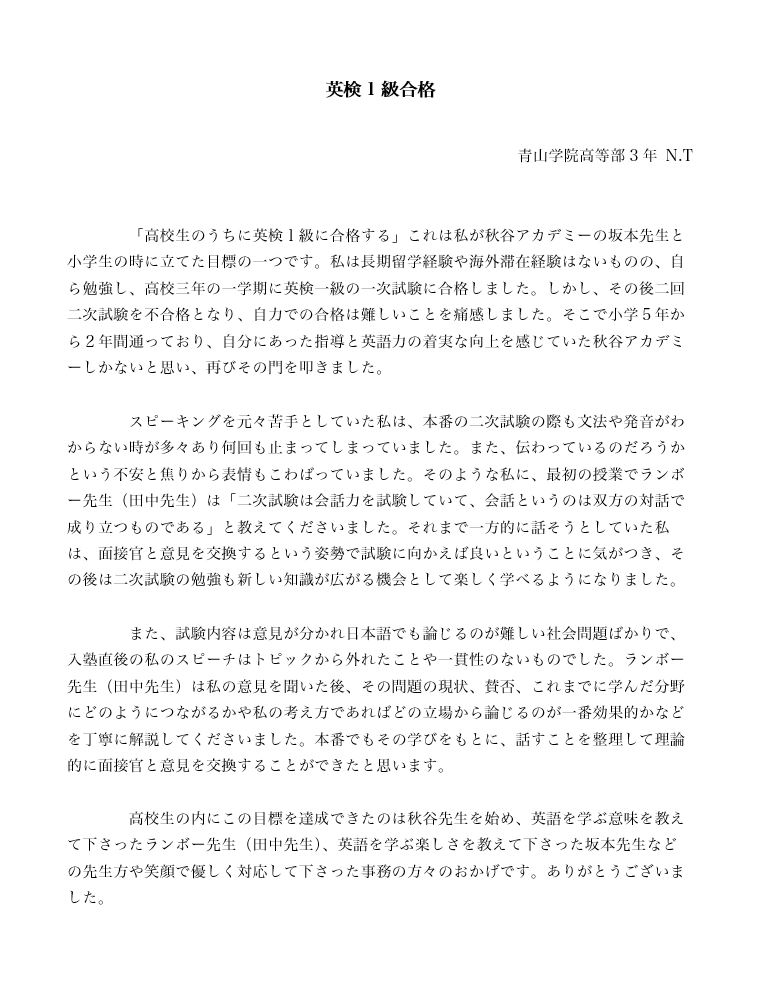 英検１級合格
青山学院高等部３年 N.T
「高校生のうちに英検１級に合格する」これは私が秋谷アカデミーの坂本先生と
小学生の時に立てた目標の一つです。私は長期留学経験や海外滞在経験はないものの、自
ら勉強し、高校三年の一学期に英検一級の一次試験に合格しました。しかし、その後二回
二次試験を不合格となり、自力での合格は難しいことを痛感しました。そこで小学５年か
ら２年間通っており、自分にあった指導と英語力の着実な向上を感じていた秋谷アカデミ
ーしかないと思い、再びその門を叩きました。
スピーキングを元々苦手としていた私は、本番の二次試験の際も文法や発音がわ
からない時が多々あり何回も止まってしまっていました。また、伝わっているのだろうか
という不安と焦りから表情もこわばっていました。そのような私に、最初の授業でランボ
ー先生（田中先生）は「二次試験は会話力を試験していて、会話というのは双方の対話で
成り立つものである」と教えてくださいました。それまで一方的に話そうとしていた私
は、面接官と意見を交換するという姿勢で試験に向かえば良いということに気がつき、そ
の後は二次試験の勉強も新しい知識が広がる機会として楽しく学べるようになりました。
また、試験内容は意見が分かれ日本語でも論じるのが難しい社会問題ばかりで、
入塾直後の私のスピーチはトピックから外れたことや一貫性のないものでした。ランボー
先生（田中先生）は私の意見を聞いた後、その問題の現状、賛否、これまでに学んだ分野
にどのようにつながるかや私の考え方であればどの立場から論じるのが一番効果的かなど
を丁寧に解説してくださいました。本番でもその学びをもとに、話すことを整理して理論
的に面接官と意見を交換することができたと思います。
高校生の内にこの目標を達成できたのは秋谷先生を始め、英語を学ぶ意味を教え
て下さったランボー先生（田中先生）、英語を学ぶ楽しさを教えて下さった坂本先生など
の先生方や笑顔で優しく対応して下さった事務の方々のおかげです。ありがとうございま
した。